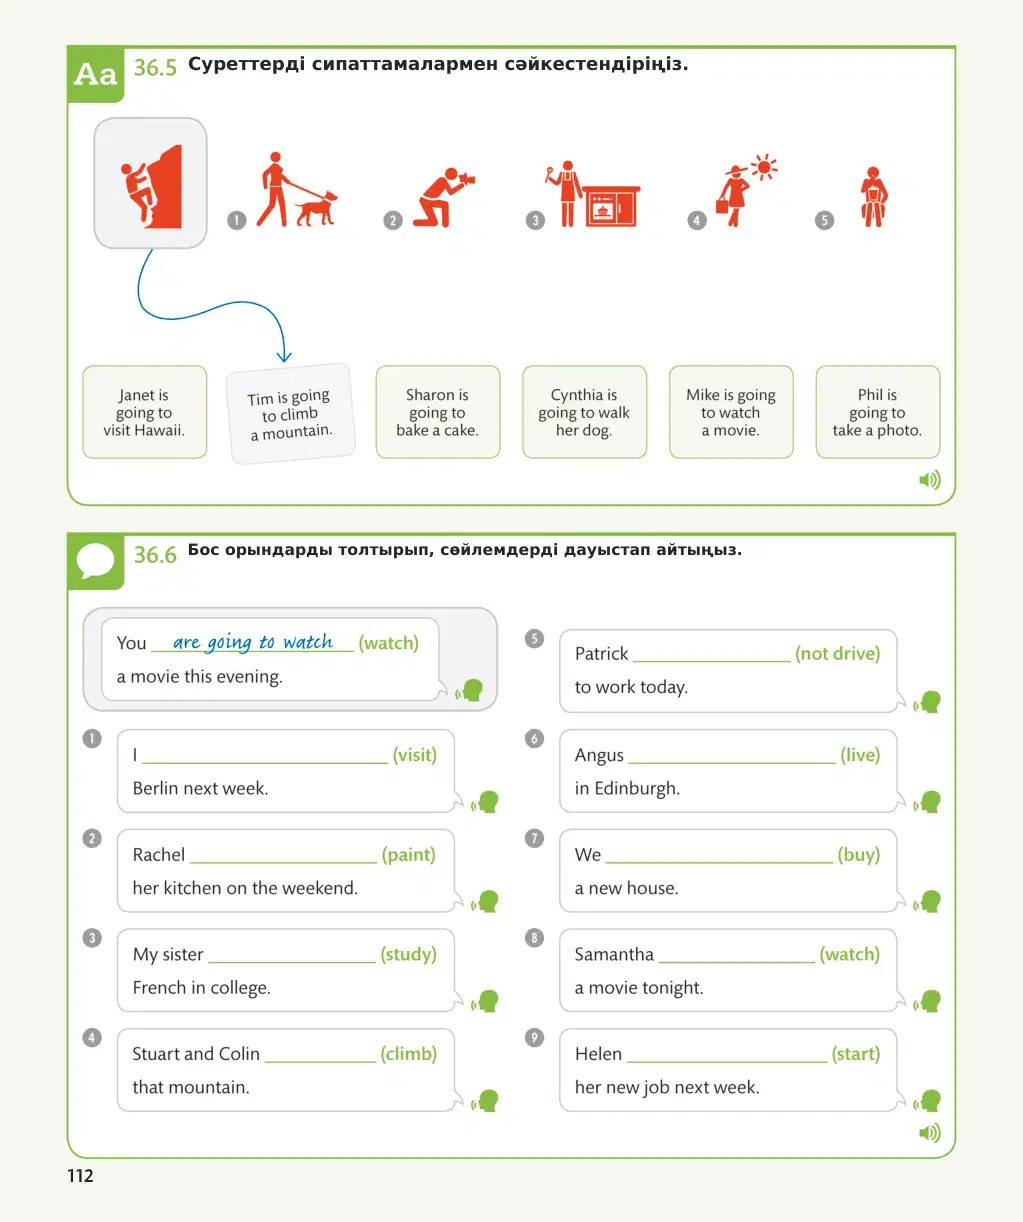 Aa 36.5 Суреттерді сипаттамалармен сәйкестендіріңіз.
1
2
3
4
5
Janet is
going to
visit Hawaii.
Tim is going
to climb
a mountain.
Sharon is
going to
bake a cake.
Cynthia is
going to walk
her dog.
Mike is going
to watch
a movie.
Phil is
going to
take a photo.
36.6 Бос орындарды толтырып, сөйлемдерді дауыстап айтыңыз.
You are going to watch (watch)
a movie this evening.
1
I (visit)
Berlin next week.
2
Rachel (paint)
her kitchen on the weekend.
3
My sister (study)
French in college.
4
Stuart and Colin (climb)
that mountain.
5
Patrick (not drive)
to work today.
6
Angus (live)
in Edinburgh.
7
We (buy)
a new house.
8
Samantha (watch)
a movie tonight.
9
Helen (start)
her new job next week.
112